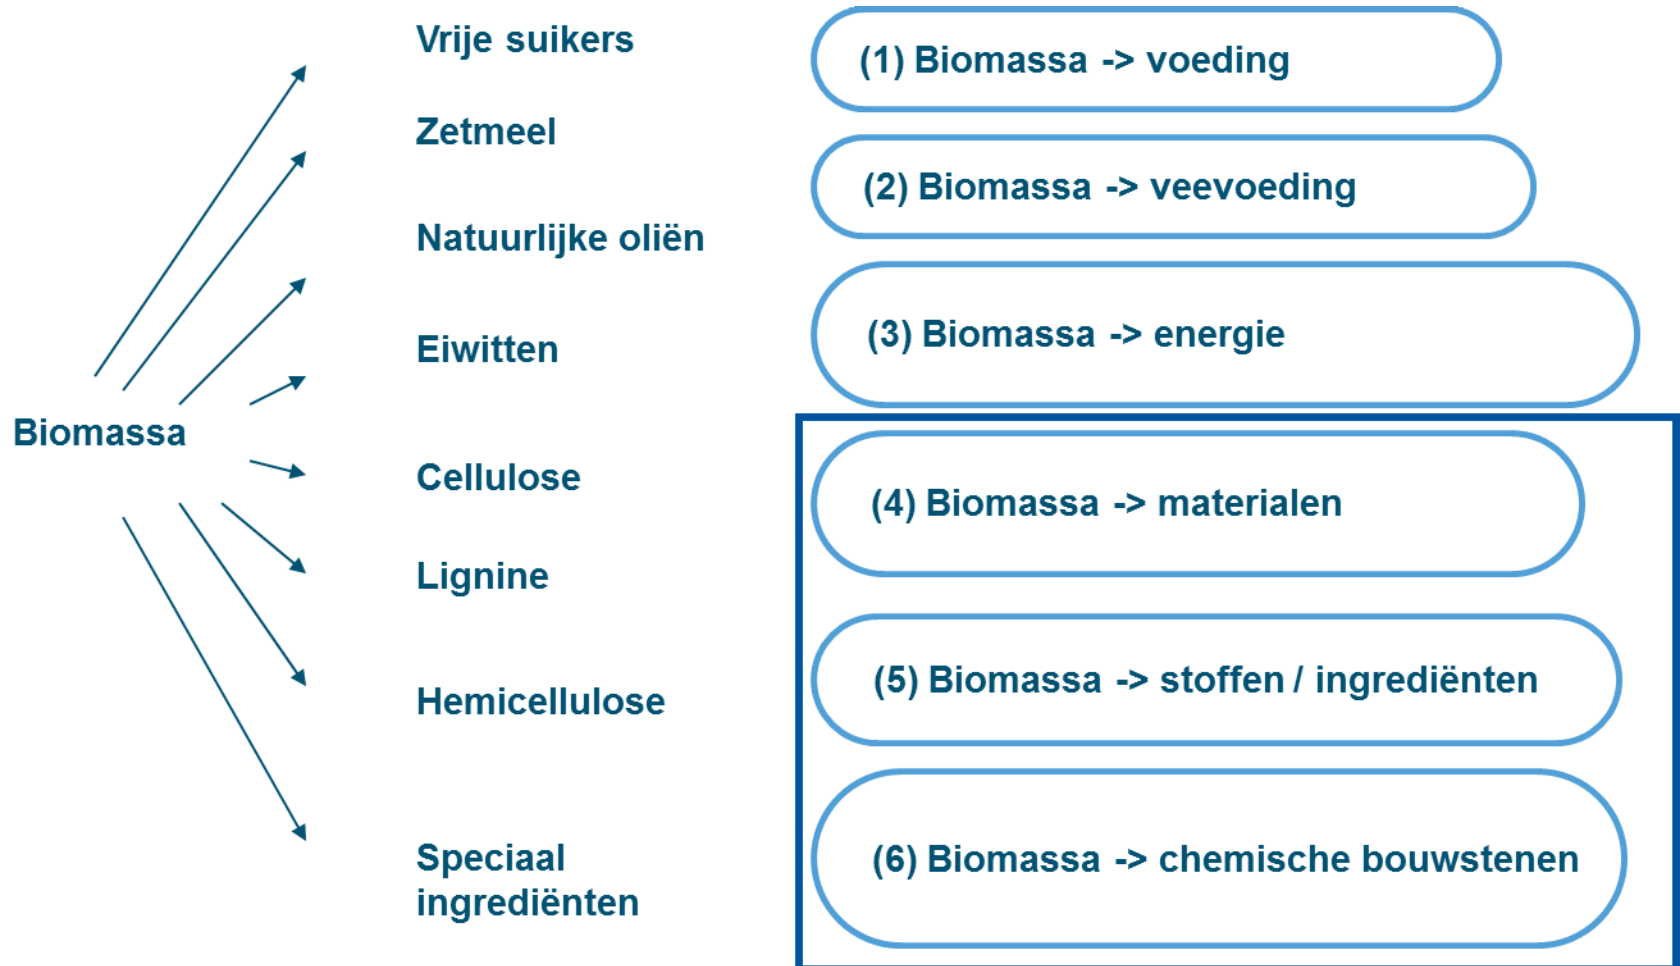 Biomassa
Vrije suikers
Zetmeel
Natuurlijke oliën
Eiwitten
Cellulose
Lignine
Hemicellulose
Speciaal
ingrediënten
(1) Biomassa -> voeding
(2) Biomassa -> veevoeding
(3) Biomassa -> energie
(4) Biomassa -> materialen
(5) Biomassa -> stoffen / ingrediënten
(6) Biomassa -> chemische bouwstenen